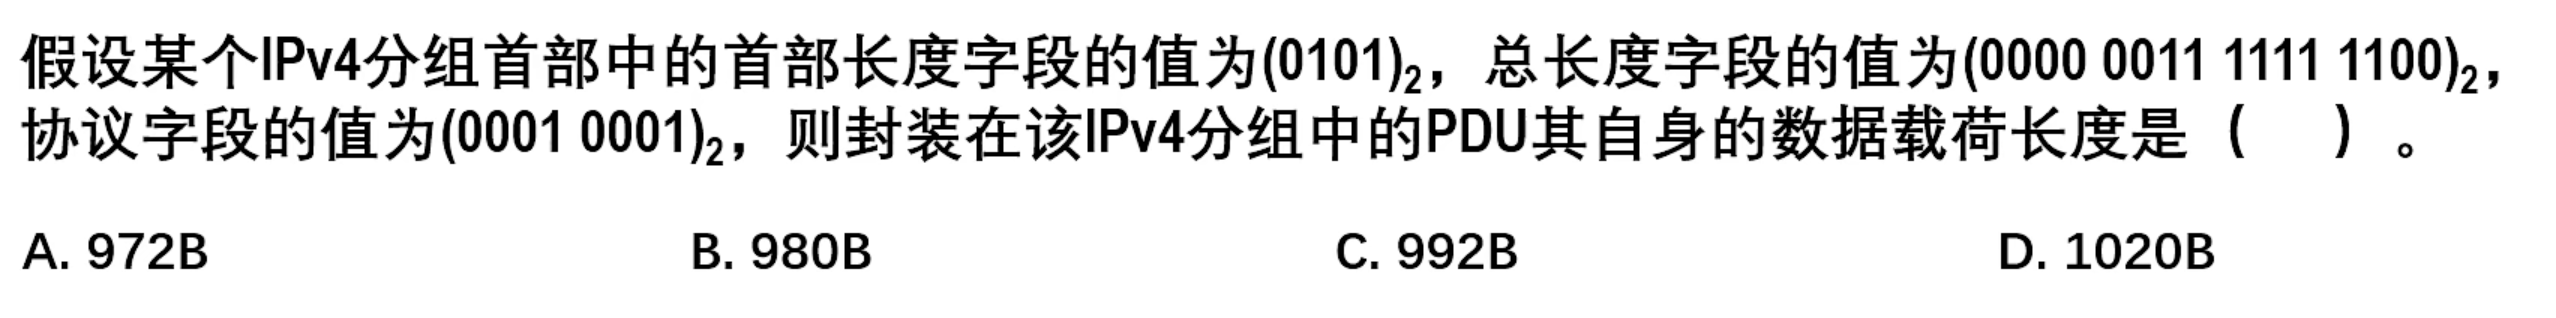 假设某个IPv4分组首部中的首部长度字段的值为(0101)₂，总长度字段的值为(0000 0011 1111 1100)₂，
协议字段的值为(0001 0001)₂，则封装在该IPv4分组中的PDU其自身的数据载荷长度是（　）。
A. 972B B. 980B C. 992B D. 1020B